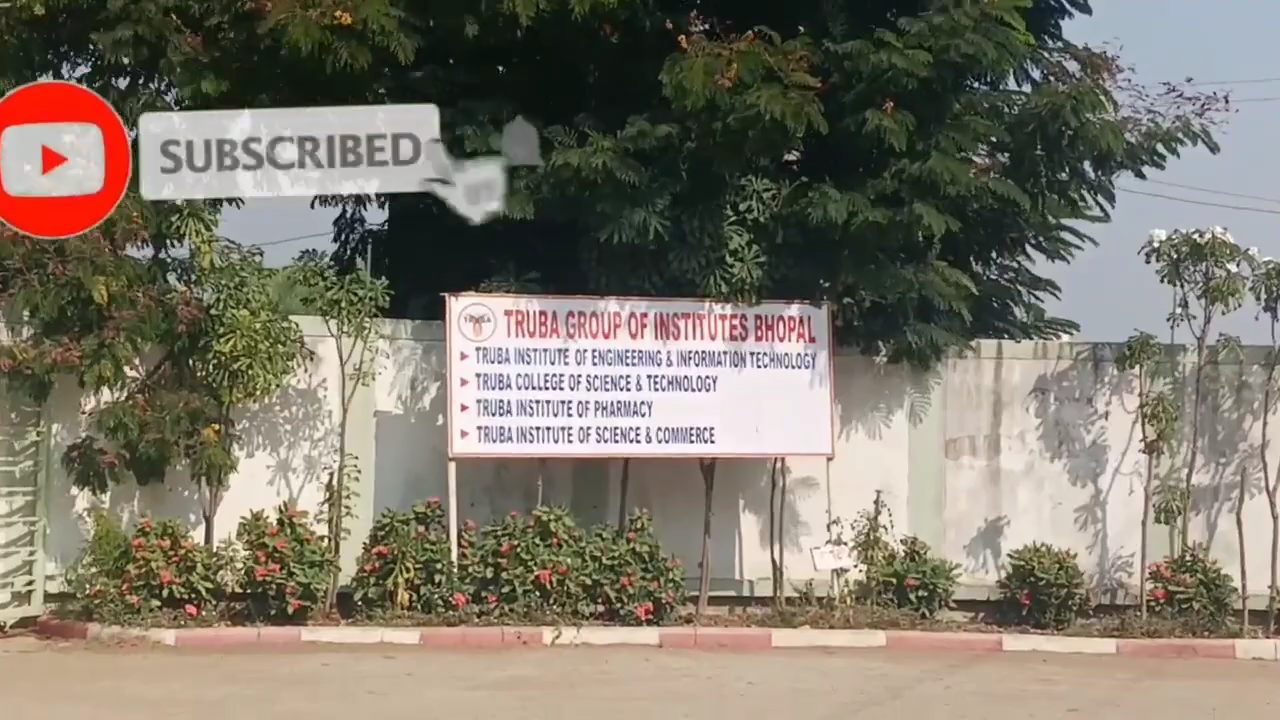 SUBSCRIBED
TRUBA
TRUBA GROUP OF INSTITUTES BHOPAL
TRUBA INSTITUTE OF ENGINEERING & INFORMATION TECHNOLOGY
TRUBA COLLEGE OF SCIENCE & TECHNOLOGY
TRUBA INSTITUTE OF PHARMACY
TRUBA INSTITUTE OF SCIENCE & COMMERCE